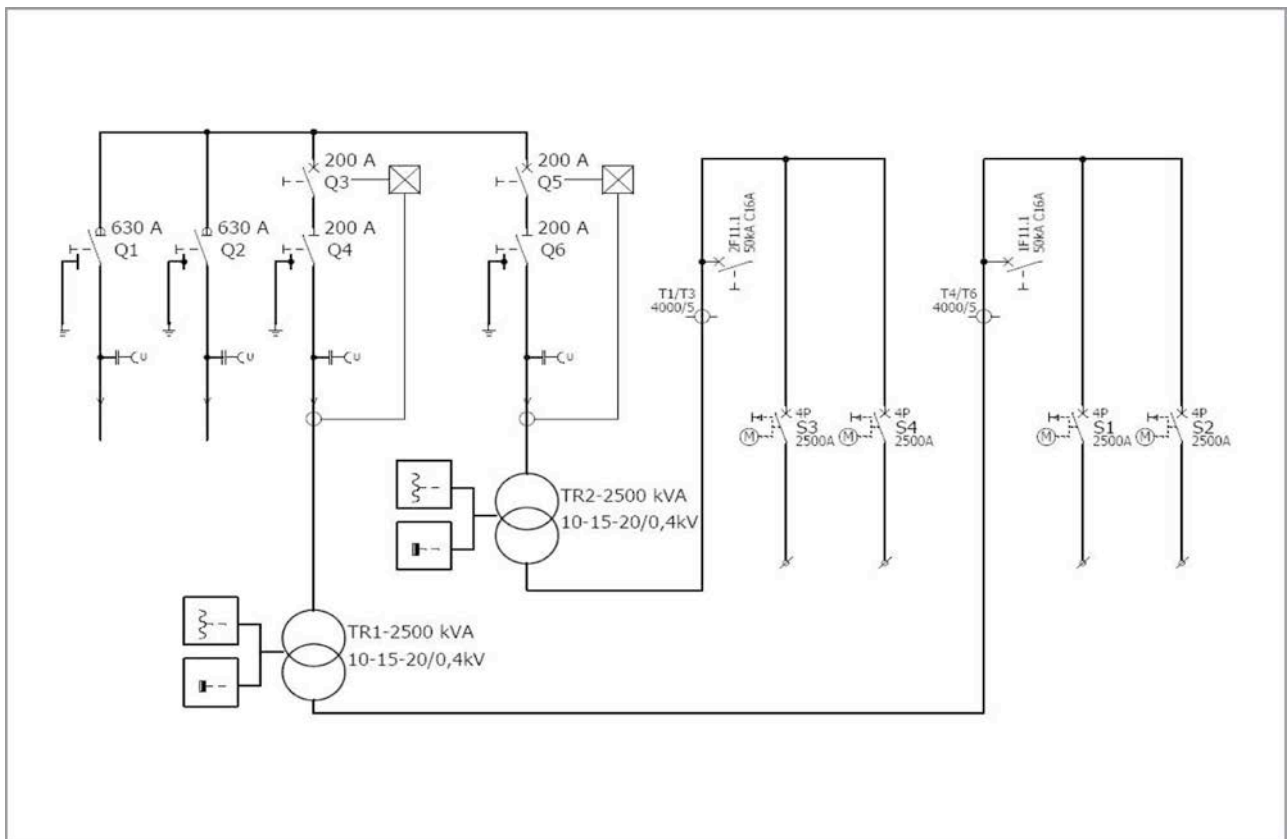 200 A
Q3
200 A
Q5
630 A
Q1
630 A
Q2
200 A
Q4
200 A
Q6
U
U
U
U
2F11.1
50kA C16A
T1/T3
4000/5
1F11.1
50kA C16A
T4/T6
4000/5
4P
S3
2500A
M
4P
S4
2500A
M
4P
S1
2500A
M
4P
S2
2500A
M
TR2-2500 kVA
10-15-20/0,4kV
TR1-2500 kVA
10-15-20/0,4kV